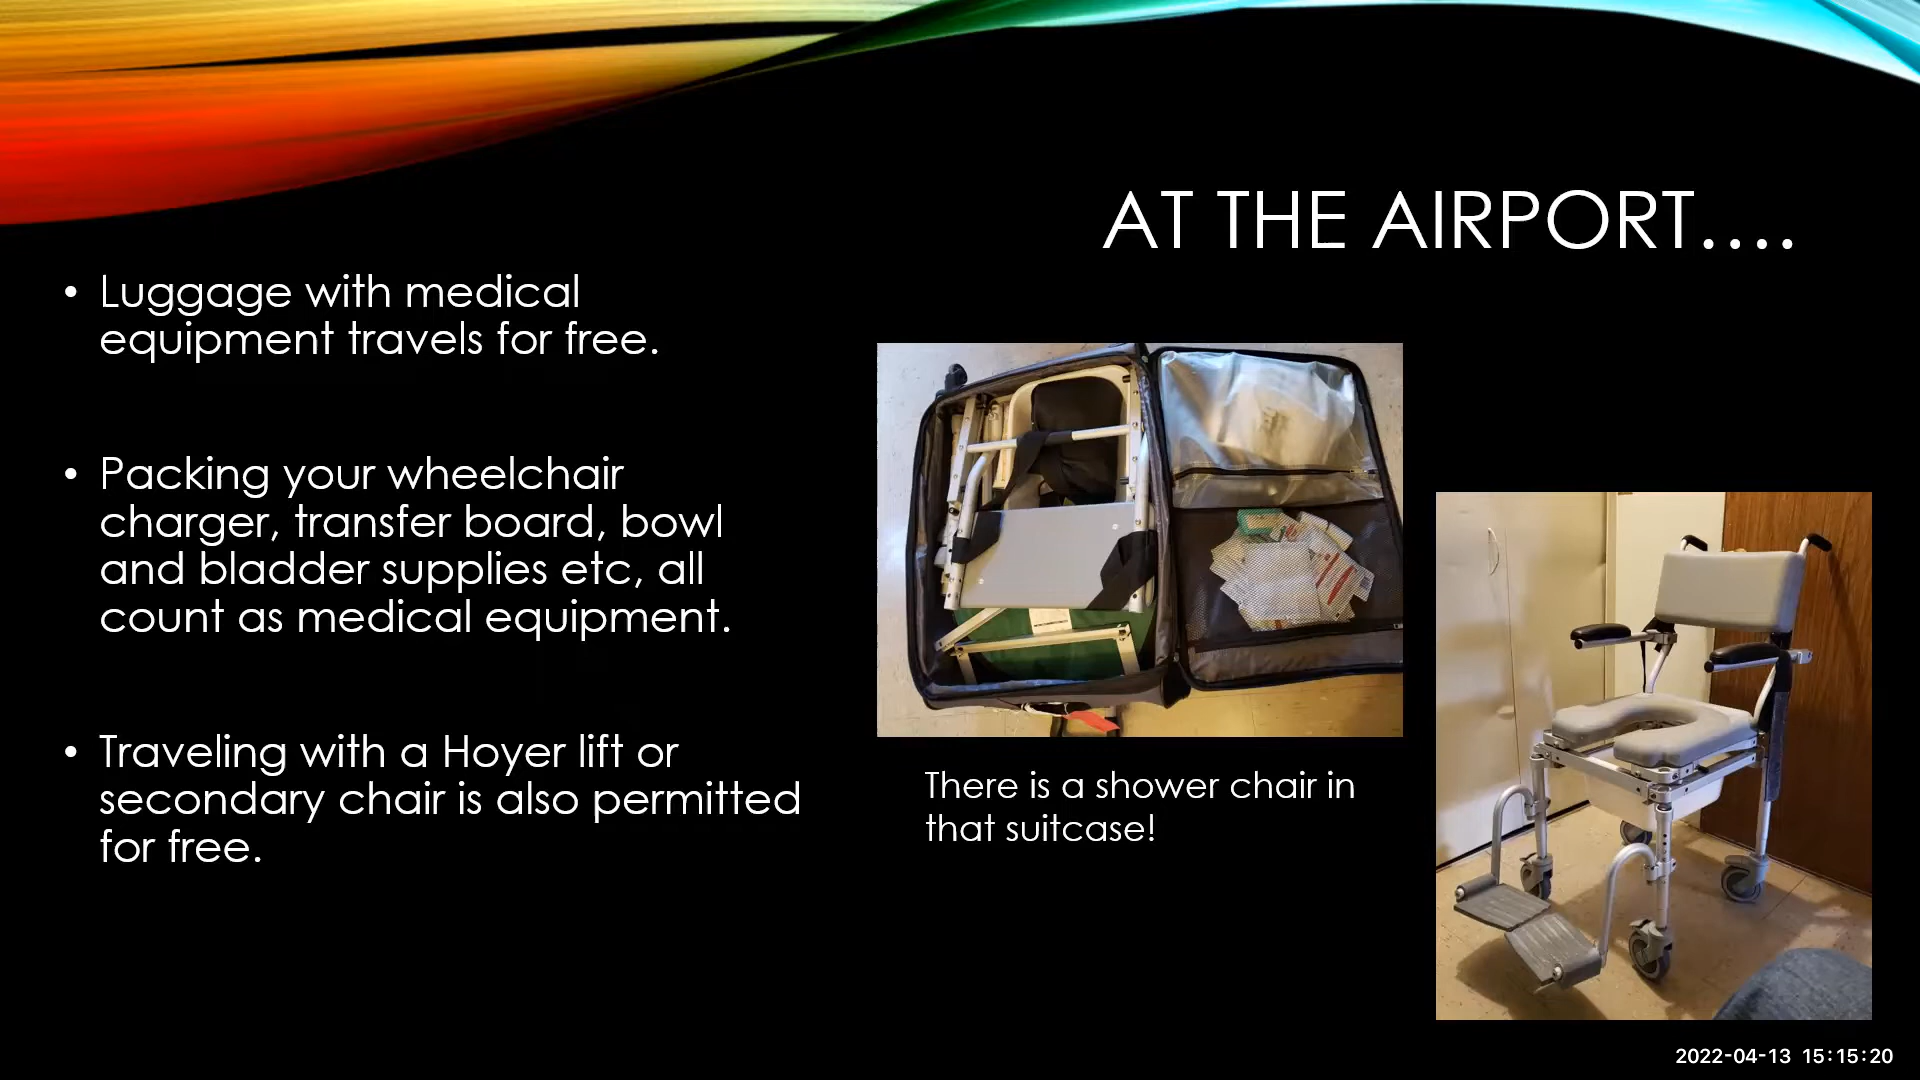 AT THE AIRPORT....
• Luggage with medical
equipment travels for free.
• Packing your wheelchair
charger, transfer board, bowl
and bladder supplies etc, all
count as medical equipment.
• Traveling with a Hoyer lift or
secondary chair is also permitted
for free.
There is a shower chair in
that suitcase!
2022-04-13 15:15:20